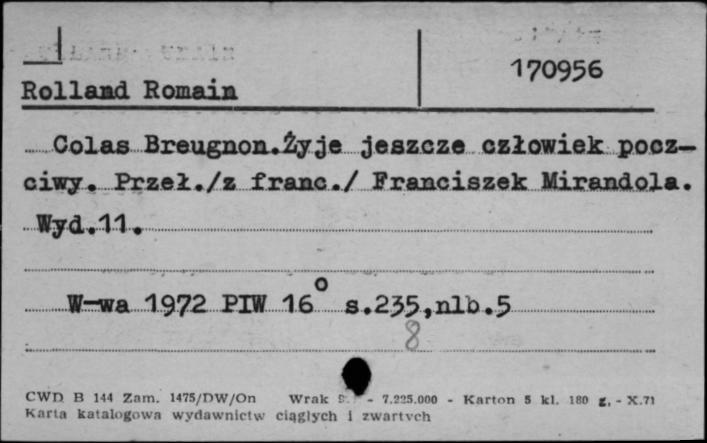 170956
Rolland Romain
Colas Breugnon.Żyje jeszcze człowiek pocz-
ciwy. Przeł./z franc./ Franciszek Mirandola.
Wyd.11.
W-wa 1972 PIW 16° s.235,nlb.5
8
CWD B 144 Zam. 1475/DW/On Wrak - 7.225.000 - Karton 5 kl. 180 g, - X.71
Karta katalogowa wydawnictw ciągłych i zwartych